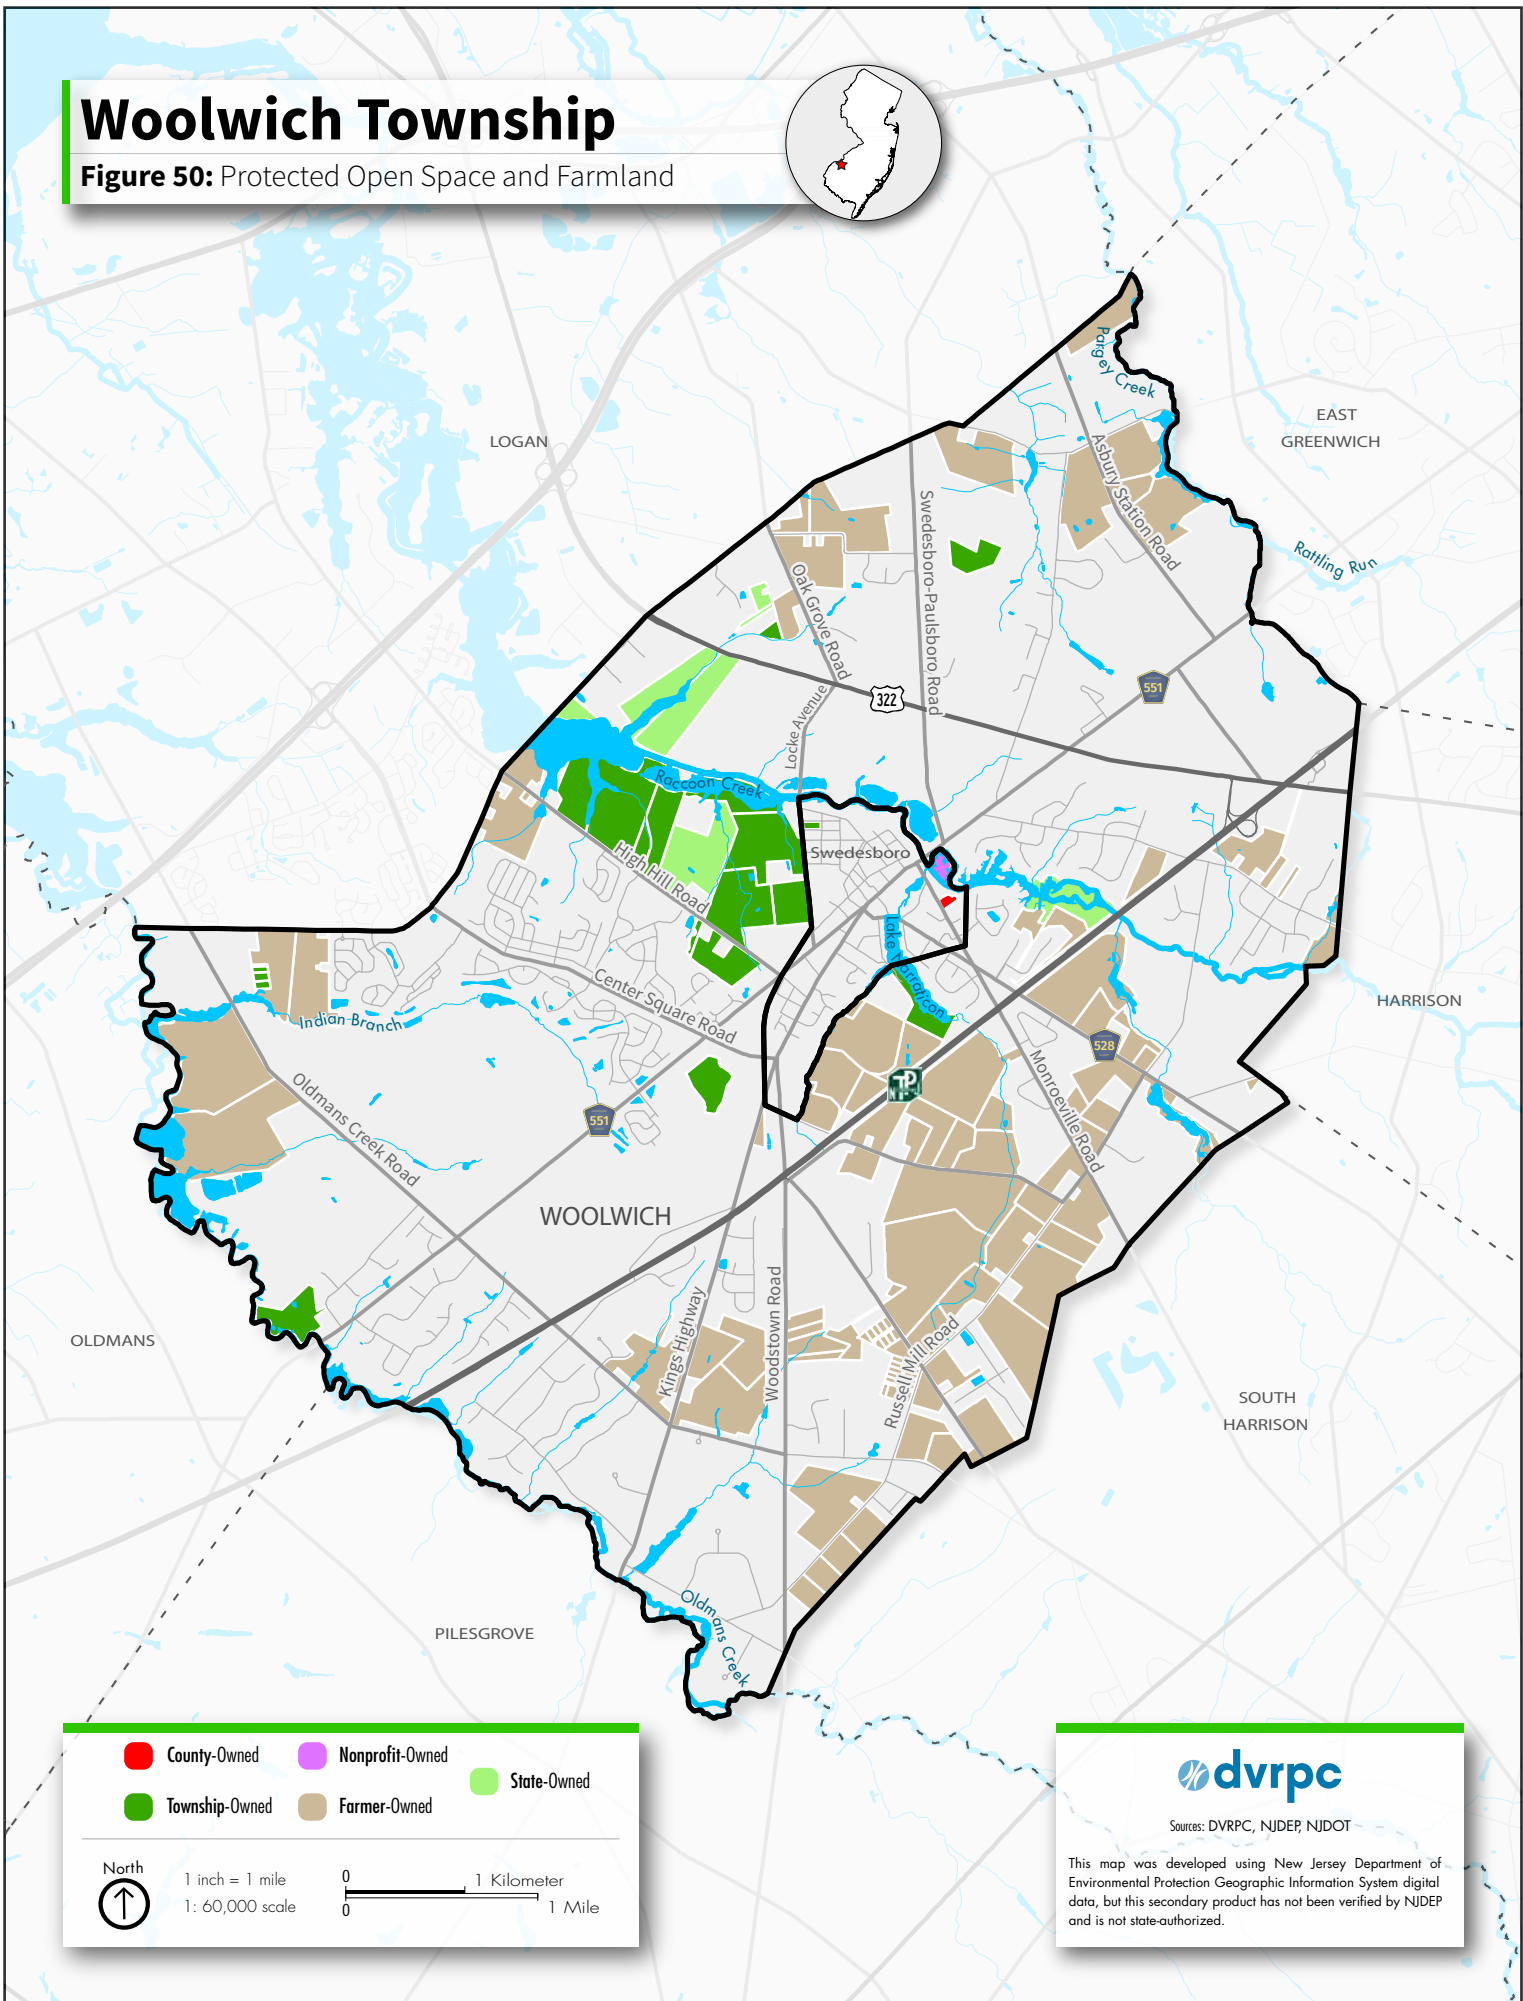 Woolwich Township
Figure 50: Protected Open Space and Farmland
LOGAN
EAST
GREENWICH
Pargey Creek
Asbury Station Road
Rattling Run
Swedesboro-Paulsboro Road
Oak Grove Road
551
322
Locke Avenue
Raccoon Creek
High Hill Road
Swedesboro
Lake Narraticon
Center Square Road
Indian Branch
HARRISON
528
Oldmans Creek Road
551
TP
Monroeville Road
WOOLWICH
Kings Highway
Woodstown Road
Russell Mill Road
OLDMANS
SOUTH
HARRISON
PILESGROVE
Oldmans Creek
County-Owned
Nonprofit-Owned
State-Owned
Township-Owned
Farmer-Owned
North
1 inch = 1 mile
1: 60,000 scale
0
1 Kilometer
0
1 Mile
dvrpc
Sources: DVRPC, NJDEP, NJDOT
This map was developed using New Jersey Department of
Environmental Protection Geographic Information System digital
data, but this secondary product has not been verified by NJDEP
and is not state-authorized.